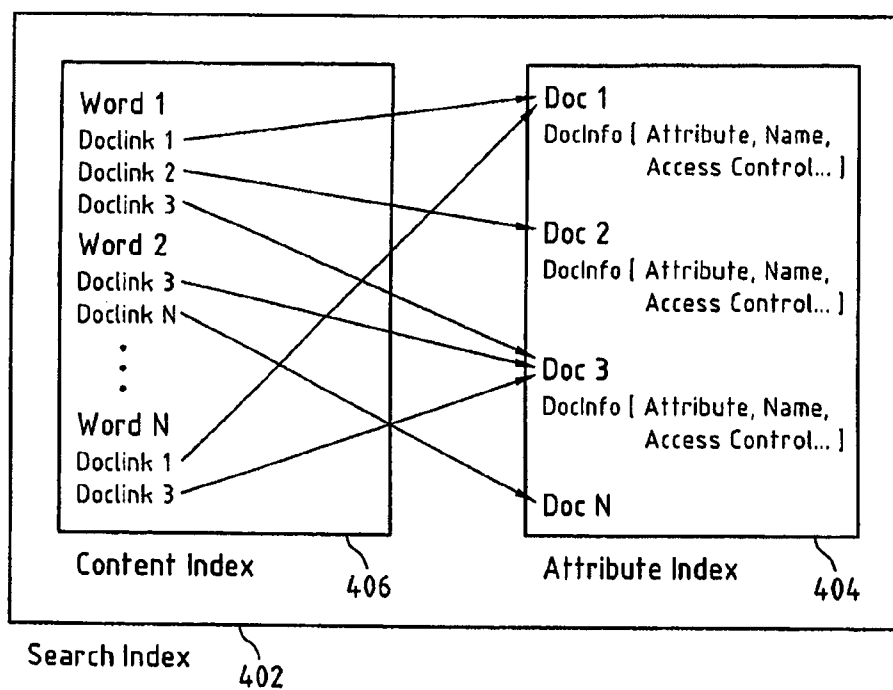 Word 1
Doclink 1
Doclink 2
Doclink 3
Word 2
Doclink 3
Doclink N
Word N
Doclink 1
Doclink 3
Content Index
406
Doc 1
DocInfo [ Attribute, Name,
Access Control... ]
Doc 2
DocInfo [ Attribute, Name,
Access Control... ]
Doc 3
DocInfo [ Attribute, Name,
Access Control... ]
Doc N
Attribute Index
404
Search Index
402